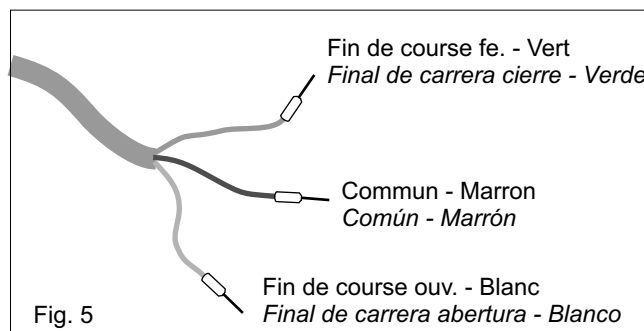 Fin de course fe. - Vert
Final de carrera cierre - Verde
Commun - Marron
Común - Marrón
Fin de course ouv. - Blanc
Final de carrera abertura - Blanco
Fig. 5